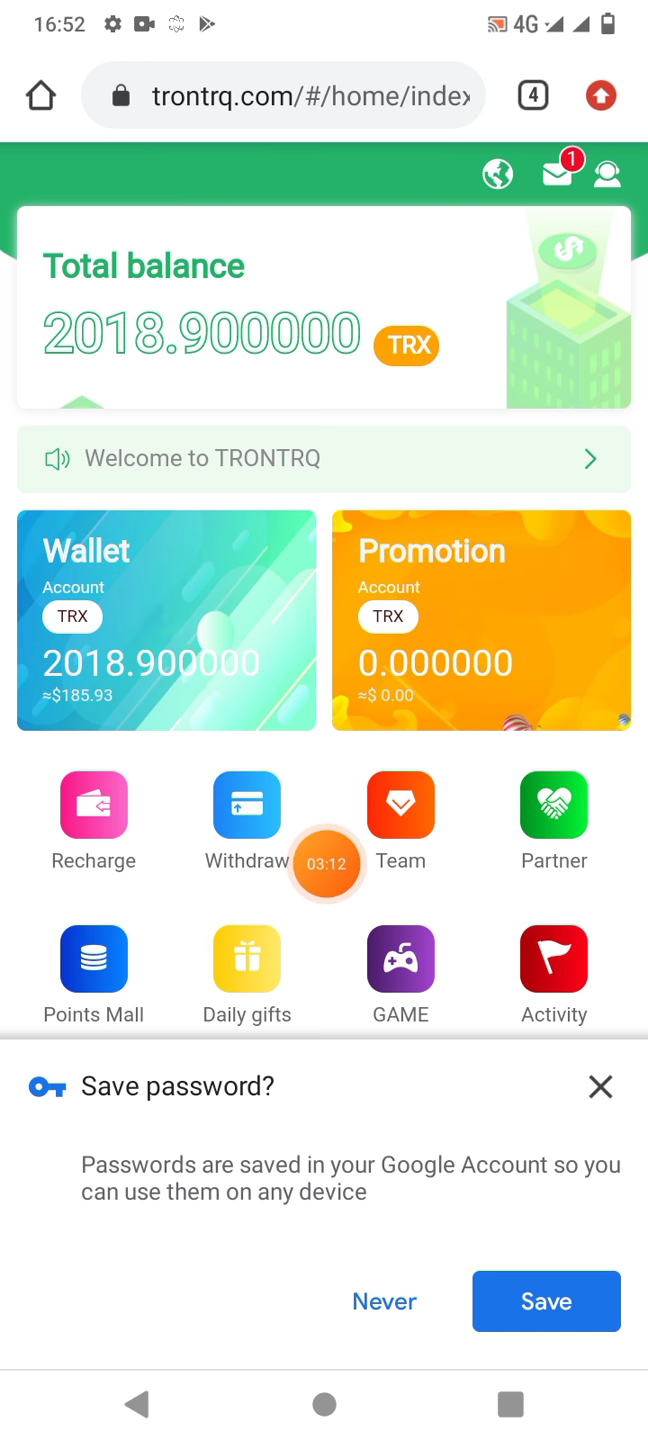 16:52
4G
trontrq.com/#/home/index
4
1
Total balance
2018.900000 TRX
Welcome to TRONTRQ
Wallet
Account
TRX
2018.900000
≈$185.93
Promotion
Account
TRX
0.000000
≈$ 0.00
Recharge
Withdraw
Team
Partner
03:12
Points Mall
Daily gifts
GAME
Activity
Save password?
Passwords are saved in your Google Account so you
can use them on any device
Never
Save